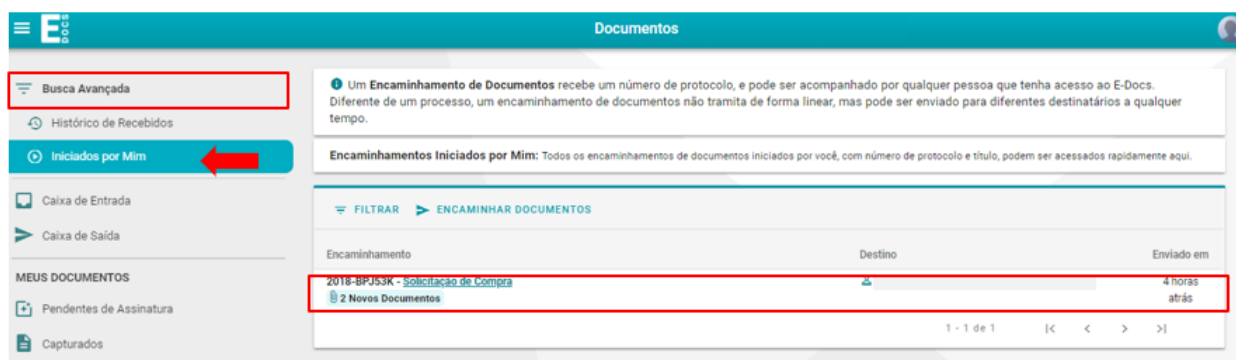 E DOCS
Documentos
Busca Avançada
Histórico de Recebidos
Iniciados por Mim
Caixa de Entrada
Caixa de Saída
MEUS DOCUMENTOS
Pendentes de Assinatura
Capturados
Um Encaminhamento de Documentos recebe um número de protocolo, e pode ser acompanhado por qualquer pessoa que tenha acesso ao E-Docs.
Diferente de um processo, um encaminhamento de documentos não tramita de forma linear, mas pode ser enviado para diferentes destinatários a qualquer
tempo.
Encaminhamentos Iniciados por Mim: Todos os encaminhamentos de documentos iniciados por você, com número de protocolo e título, podem ser acessados rapidamente aqui.
FILTRAR ENCAMINHAR DOCUMENTOS
Encaminhamento Destino Enviado em
2018-BPJ53K - Solicitação de Compra 4 horas
2 Novos Documentos atrás
1 - 1 de 1 |< < > >|